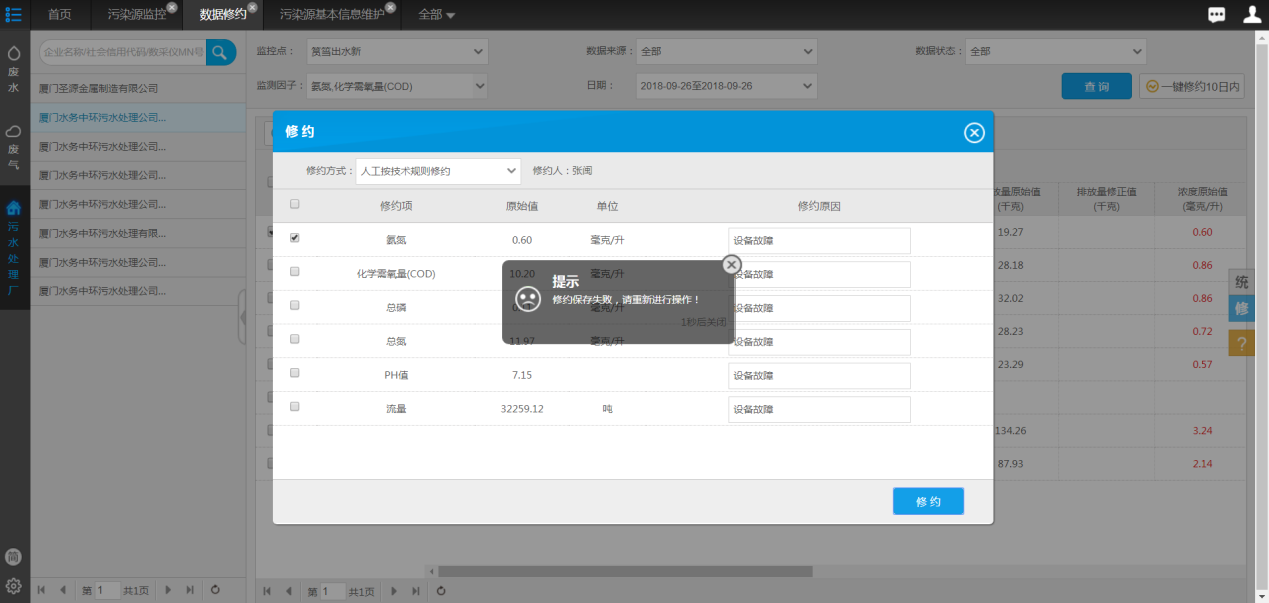 首页 污染源监控 数据修约 污染源基本信息维护 全部
企业名称/社会信用代码/数采仪MN号
监控点： 筼筜出水新 数据来源： 全部 数据状态： 全部
监测因子： 氨氮,化学需氧量(COD) 日期： 2018-09-26至2018-09-26 查 询 一键修约10日内
废水
废气
污水处理厂
简
厦门圣源金属制造有限公司
厦门水务中环污水处理公司...
厦门水务中环污水处理公司...
厦门水务中环污水处理公司...
厦门水务中环污水处理公司...
厦门水务中环污水处理有限...
厦门水务中环污水处理公司...
厦门水务中环污水处理公司...
修 约
修约方式： 人工按技术规则修约 修约人：张闽
修约项 原始值 单位 修约原因
氨氮 0.60 毫克/升 设备故障
化学需氧量(COD) 10.20 毫克/升 设备故障
总磷 毫克/升 设备故障
总氮 11.97 毫克/升 设备故障
PH值 7.15 设备故障
流量 32259.12 吨 设备故障
提示
修约保存失败，请重新进行操作！
1秒后关闭
修 约
放量原始值 排放量修正值 浓度原始值
(千克) (千克) (毫克/升)
19.27 0.60
28.18 0.86
32.02 0.86
28.23 0.72
23.29 0.57
134.26 3.24
87.93 2.14
统
修
?
第 1 共1页
第 1 共1页